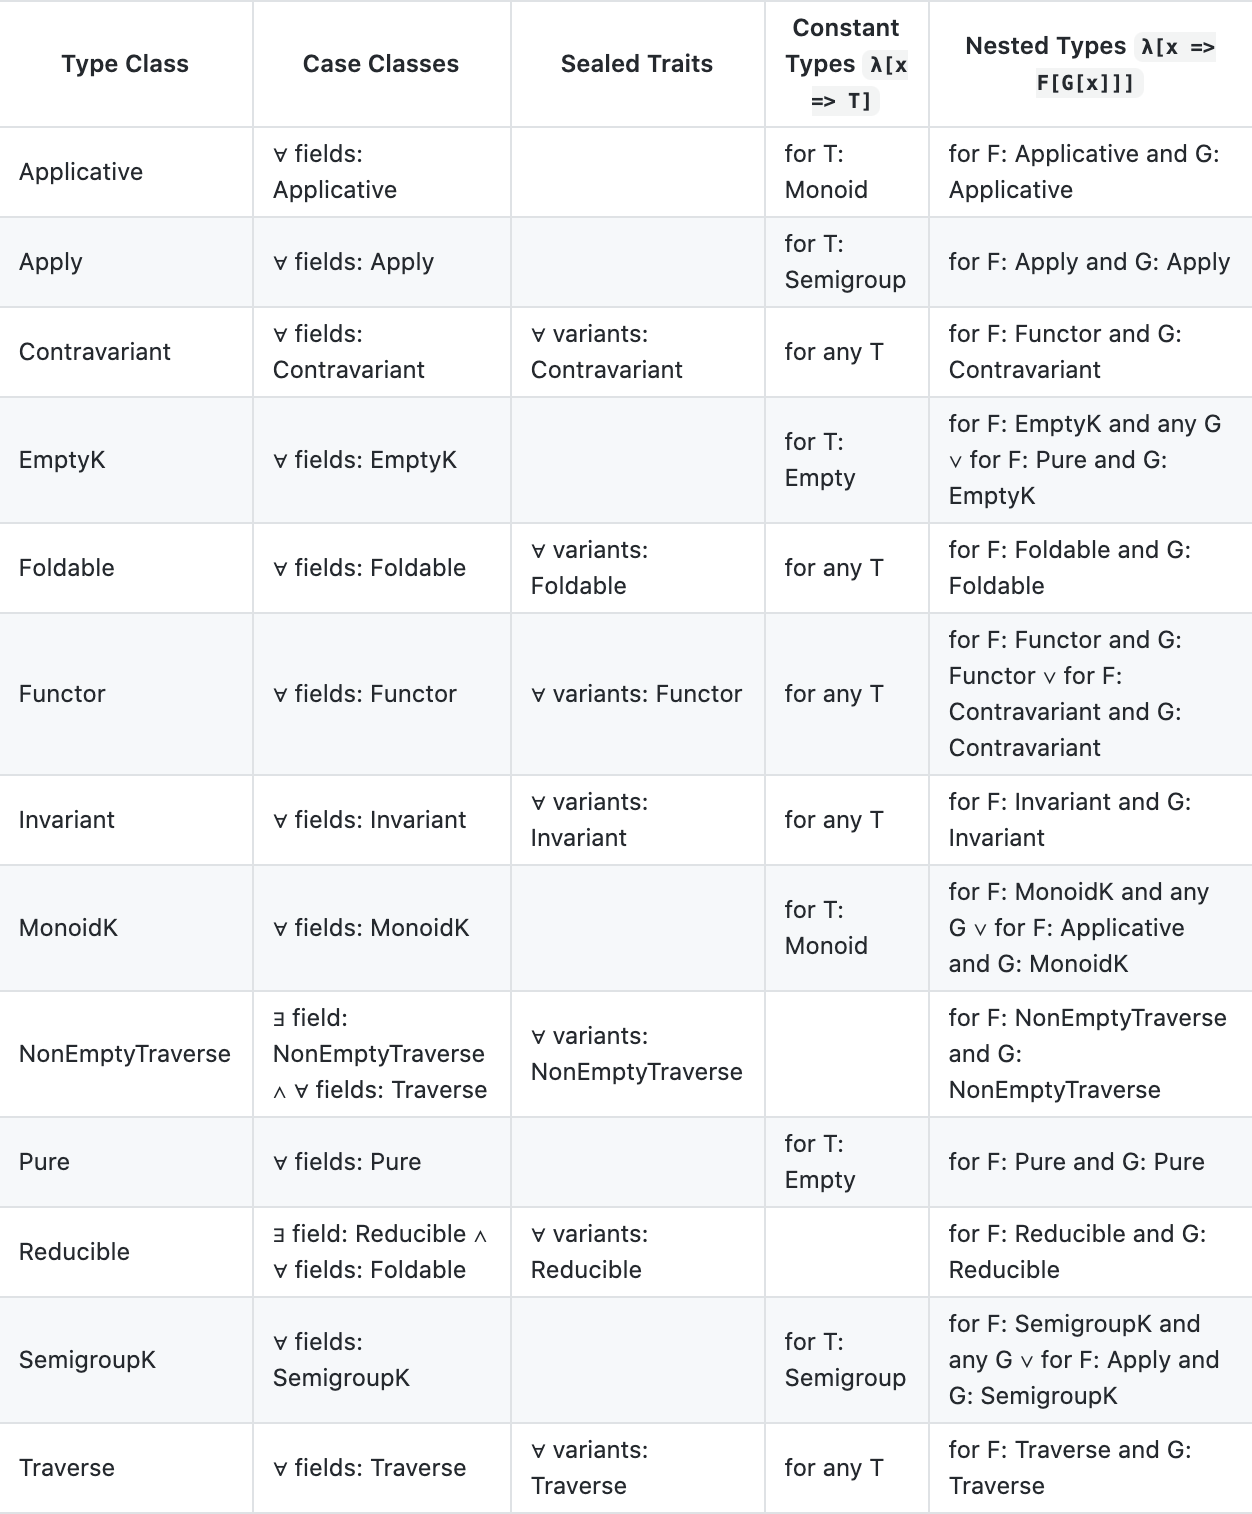 Type Class
Case Classes
Sealed Traits
Constant
Types λ[x
=> T]
Nested Types λ[x =>
F[G[x]]]
Applicative
∀ fields:
Applicative
for T:
Monoid
for F: Applicative and G:
Applicative
Apply
∀ fields: Apply
for T:
Semigroup
for F: Apply and G: Apply
Contravariant
∀ fields:
Contravariant
∀ variants:
Contravariant
for any T
for F: Functor and G:
Contravariant
EmptyK
∀ fields: EmptyK
for T:
Empty
for F: EmptyK and any G
∨ for F: Pure and G:
EmptyK
Foldable
∀ fields: Foldable
∀ variants:
Foldable
for any T
for F: Foldable and G:
Foldable
Functor
∀ fields: Functor
∀ variants: Functor
for any T
for F: Functor and G:
Functor ∨ for F:
Contravariant and G:
Contravariant
Invariant
∀ fields: Invariant
∀ variants:
Invariant
for any T
for F: Invariant and G:
Invariant
MonoidK
∀ fields: MonoidK
for T:
Monoid
for F: MonoidK and any
G ∨ for F: Applicative
and G: MonoidK
NonEmptyTraverse
∃ field:
NonEmptyTraverse
∧ ∀ fields: Traverse
∀ variants:
NonEmptyTraverse
for F: NonEmptyTraverse
and G:
NonEmptyTraverse
Pure
∀ fields: Pure
for T:
Empty
for F: Pure and G: Pure
Reducible
∃ field: Reducible ∧
∀ fields: Foldable
∀ variants:
Reducible
for F: Reducible and G:
Reducible
SemigroupK
∀ fields:
SemigroupK
for T:
Semigroup
for F: SemigroupK and
any G ∨ for F: Apply and
G: SemigroupK
Traverse
∀ fields: Traverse
∀ variants:
Traverse
for any T
for F: Traverse and G:
Traverse